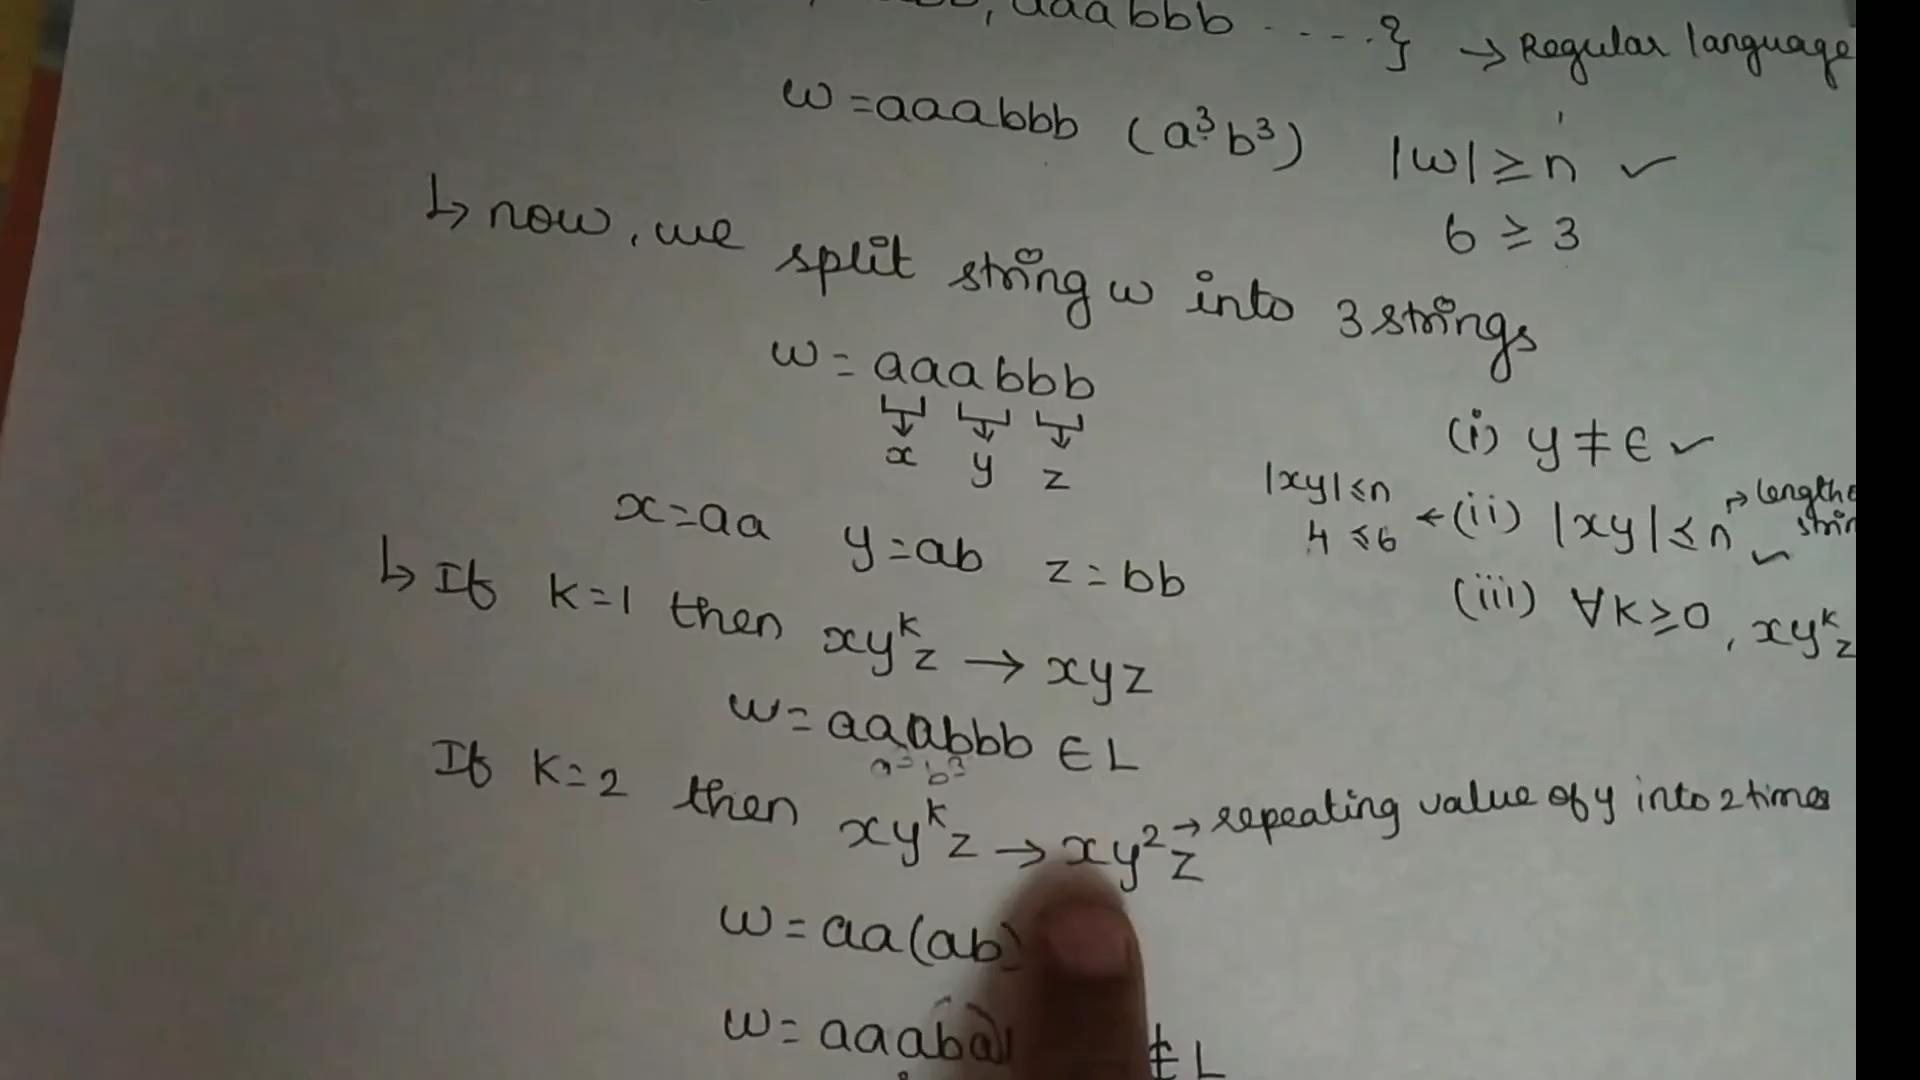 aaabbb ....} → Regular language
w = aaabbb (a³b³) |w| ≥ n ✓
6 ≥ 3
↳ now, we split string w into 3 strings
w = aaabbb
x y z
(i) y ≠ ∈ ✓
|xy| ≤ n ← (ii) |xy| ≤ n ✓ → length
4 ≤ 6
x = aa y = ab z = bb
(iii) ∀k ≥ 0, xyᵏz
↳ If k=1 then xyᵏz → xyz
w = aaabbb ∈ L
a³ b³
If k=2 then xyᵏz → xy²z → repeating value of y into 2 times
w = aa(ab)
w = aaaba ∉ L